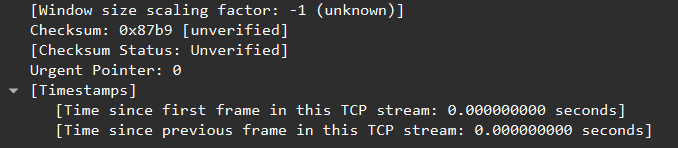 [Window size scaling factor: -1 (unknown)]
Checksum: 0x87b9 [unverified]
[Checksum Status: Unverified]
Urgent Pointer: 0
[Timestamps]
[Time since first frame in this TCP stream: 0.000000000 seconds]
[Time since previous frame in this TCP stream: 0.000000000 seconds]